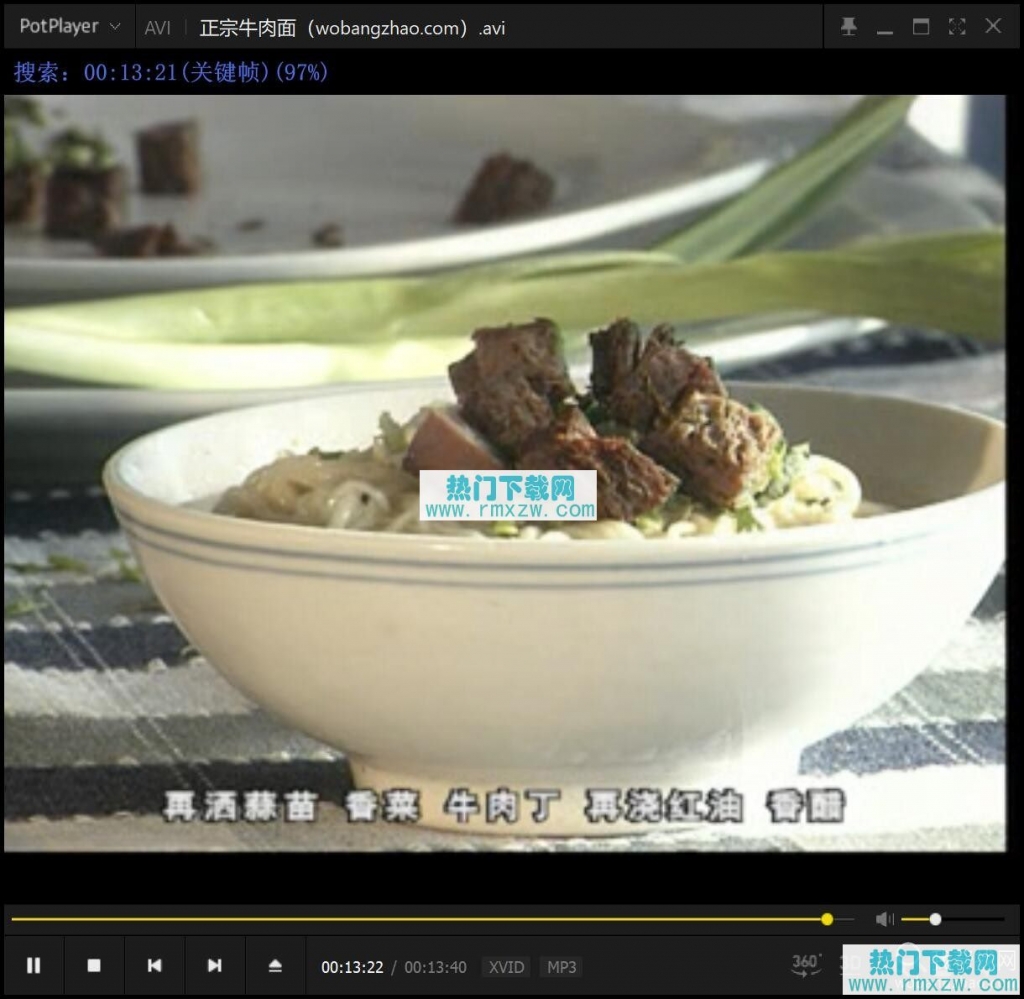 PotPlayer AVI 正宗牛肉面（wobangzhao.com）.avi
搜索: 00:13:21(关键帧)(97%)
热门下载网
www.rmxzw.com
再洒蒜苗 香菜 牛肉丁 再浇红油 香醋
00:13:22 / 00:13:40 XVID MP3 360°
热门下载网
www.rmxzw.com